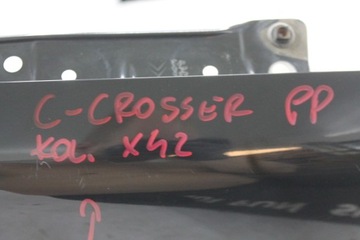 C-CROSSER PP
KOL. X42